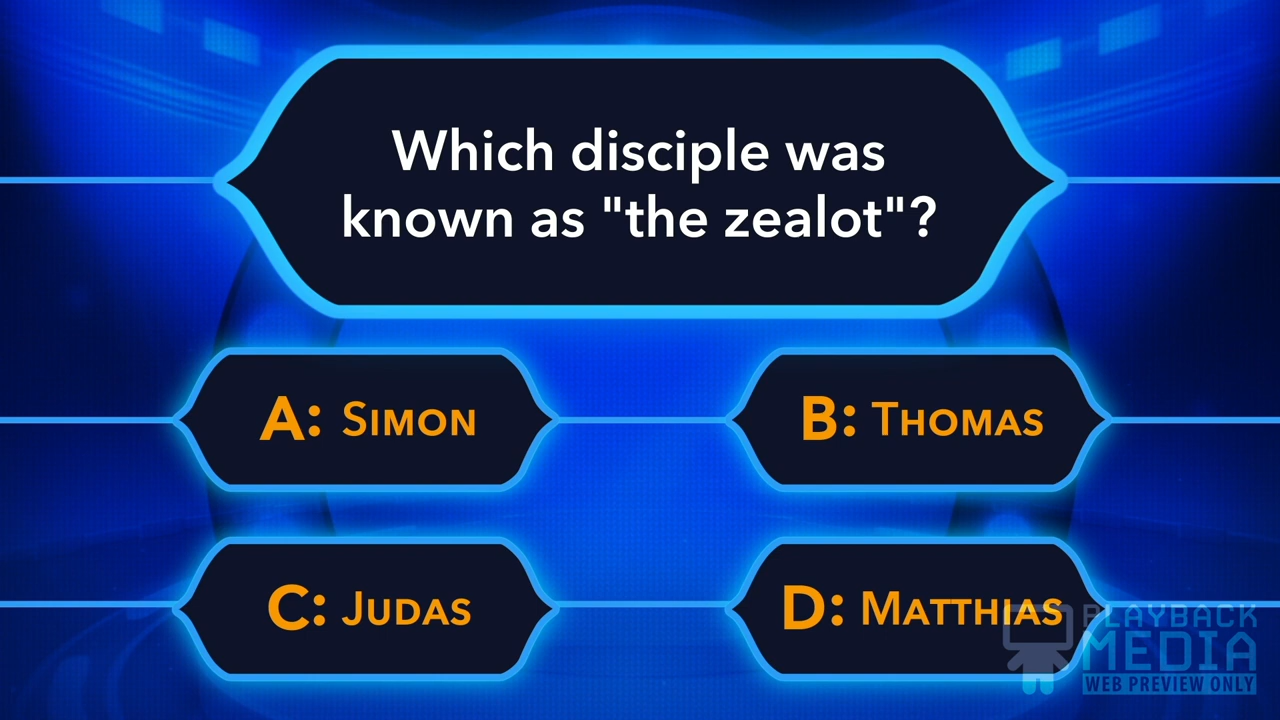 Which disciple was
known as "the zealot"?
A: Simon
B: Thomas
C: Judas
D: Matthias
PLAYBACK
MEDIA
WEB PREVIEW ONLY